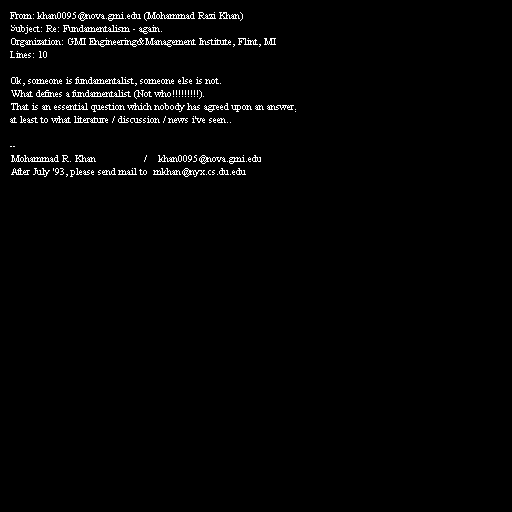 From: khan0095@nova.gmi.edu (Mohammad Razi Khan)
Subject: Re: Fundamentalism - again.
Organization: GMI Engineering&Management Institute, Flint, MI
Lines: 10

Ok, someone is fundamentalist, someone else is not.
What defines a fundamentalist (Not who!!!!!!!!!).
That is an essential question which nobody has agreed upon an answer,
at least to what literature / discussion / news i've seen..

--
Mohammad R. Khan / khan0095@nova.gmi.edu
After July '93, please send mail to mkhan@nyx.cs.du.edu